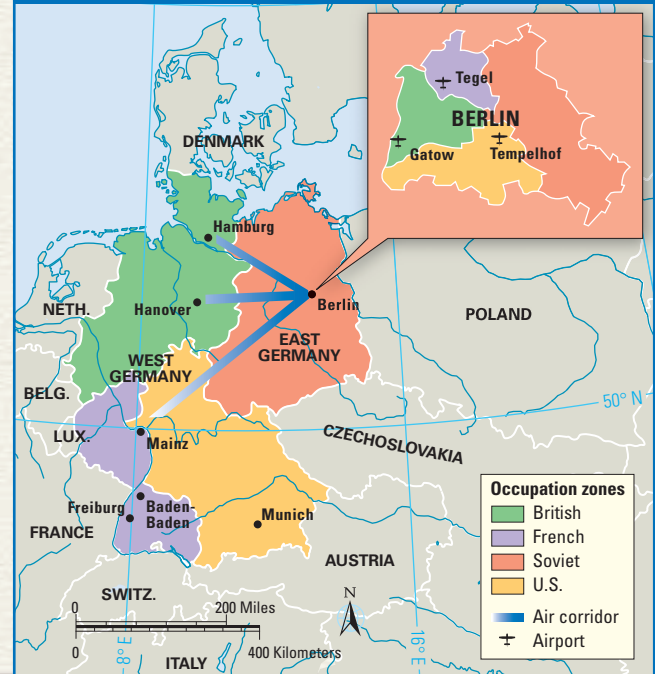 Tegel
BERLIN
Gatow
Tempelhof
DENMARK
Hamburg
Hanover
Berlin
NETH.
POLAND
EAST
GERMANY
WEST
GERMANY
BELG.
50° N
LUX.
Mainz
CZECHOSLOVAKIA
Freiburg
Baden-
Baden
Munich
FRANCE
AUSTRIA
SWITZ.
ITALY
0 200 Miles
0 400 Kilometers
8° E
16° E
N
Occupation zones
British
French
Soviet
U.S.
Air corridor
Airport